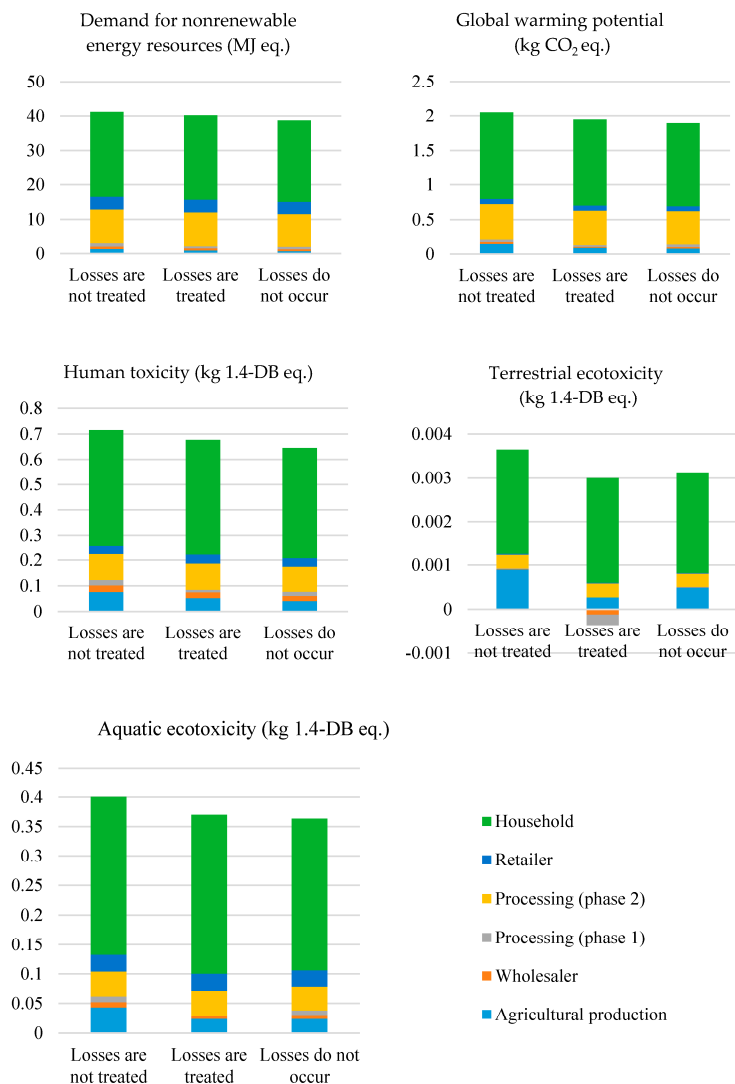 Demand for nonrenewable
energy resources (MJ eq.)
50
40
30
20
10
0
Losses are
not treated
Losses are
treated
Losses do
not occur
Global warming potential
(kg CO₂ eq.)
2.5
2
1.5
1
0.5
0
Losses are
not treated
Losses are
treated
Losses do
not occur
Human toxicity (kg 1.4-DB eq.)
0.8
0.7
0.6
0.5
0.4
0.3
0.2
0.1
0
Losses are
not treated
Losses are
treated
Losses do
not occur
Terrestrial ecotoxicity
(kg 1.4-DB eq.)
0.004
0.003
0.002
0.001
0
-0.001
Losses are
not treated
Losses are
treated
Losses do
not occur
Aquatic ecotoxicity (kg 1.4-DB eq.)
0.45
0.4
0.35
0.3
0.25
0.2
0.15
0.1
0.05
0
Losses are
not treated
Losses are
treated
Losses do not
occur
Household
Retailer
Processing (phase 2)
Processing (phase 1)
Wholesaler
Agricultural production